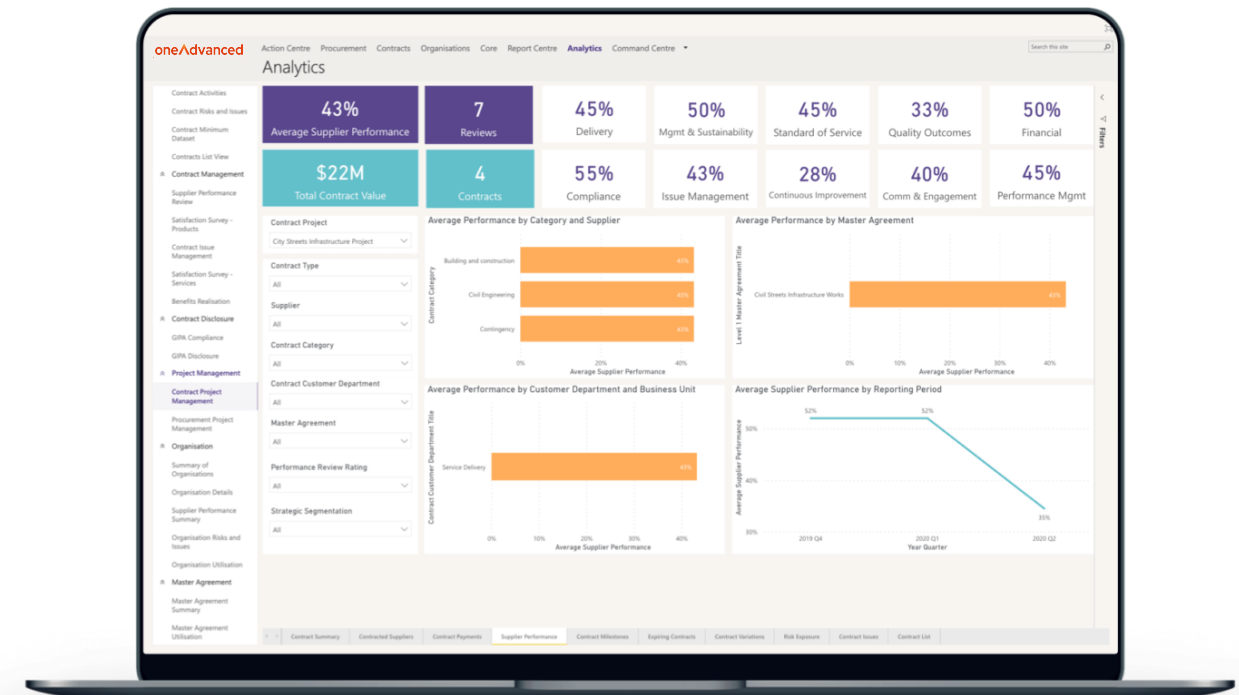 oneAdvanced
Action Centre Procurement Contracts Organisations Core Report Centre Analytics Command Centre
Search this site
Analytics
Contract Activities
Contract Risks and Issues
Contract Minimum
Dataset
Contracts List View
Contract Management
Supplier Performance
Review
Satisfaction Survey -
Products
Contract Issue
Management
Satisfaction Survey -
Services
Benefits Realisation
Contract Disclosure
GIPA Compliance
GIPA Disclosure
Project Management
Contract Project
Management
Procurement Project
Management
Organisation
Summary of
Organisations
Organisation Details
Supplier Performance
Summary
Organisation Risks and
Issues
Organisation Utilisation
Master Agreement
Master Agreement
Summary
Master Agreement
Utilisation
43%
Average Supplier Performance
7
Reviews
45%
Delivery
50%
Mgmt & Sustainability
45%
Standard of Service
33%
Quality Outcomes
50%
Financial
$22M
Total Contract Value
4
Contracts
55%
Compliance
43%
Issue Management
28%
Continuous Improvement
40%
Comm & Engagement
45%
Performance Mgmt
Filters
Contract Project
City Streets Infrastructure Project
Contract Type
All
Supplier
All
Contract Category
All
Contract Customer Department
All
Master Agreement
All
Performance Review Rating
All
Strategic Segmentation
All
Average Performance by Category and Supplier
Contract Category
Building and construction 43%
Civil Engineering 43%
Contingency 43%
0% 20% 40%
Average Supplier Performance
Average Performance by Master Agreement
Level 1 Master Agreement Title
Civil Streets Infrastructure Works 43%
0% 10% 20% 30% 40%
Average Supplier Performance
Average Performance by Customer Department and Business Unit
Contract Customer Department Title
Service Delivery 43%
0% 10% 20% 30% 40%
Average Supplier Performance
Average Supplier Performance by Reporting Period
Average Supplier Performance
52% 52%
50%
40%
35%
30%
2019 Q4 2020 Q1 2020 Q2
Year Quarter
Contract Summary Contracted Suppliers Contract Payments Supplier Performance Contract Milestones Expiring Contracts Contract Variations Risk Exposure Contract Issues Contract List